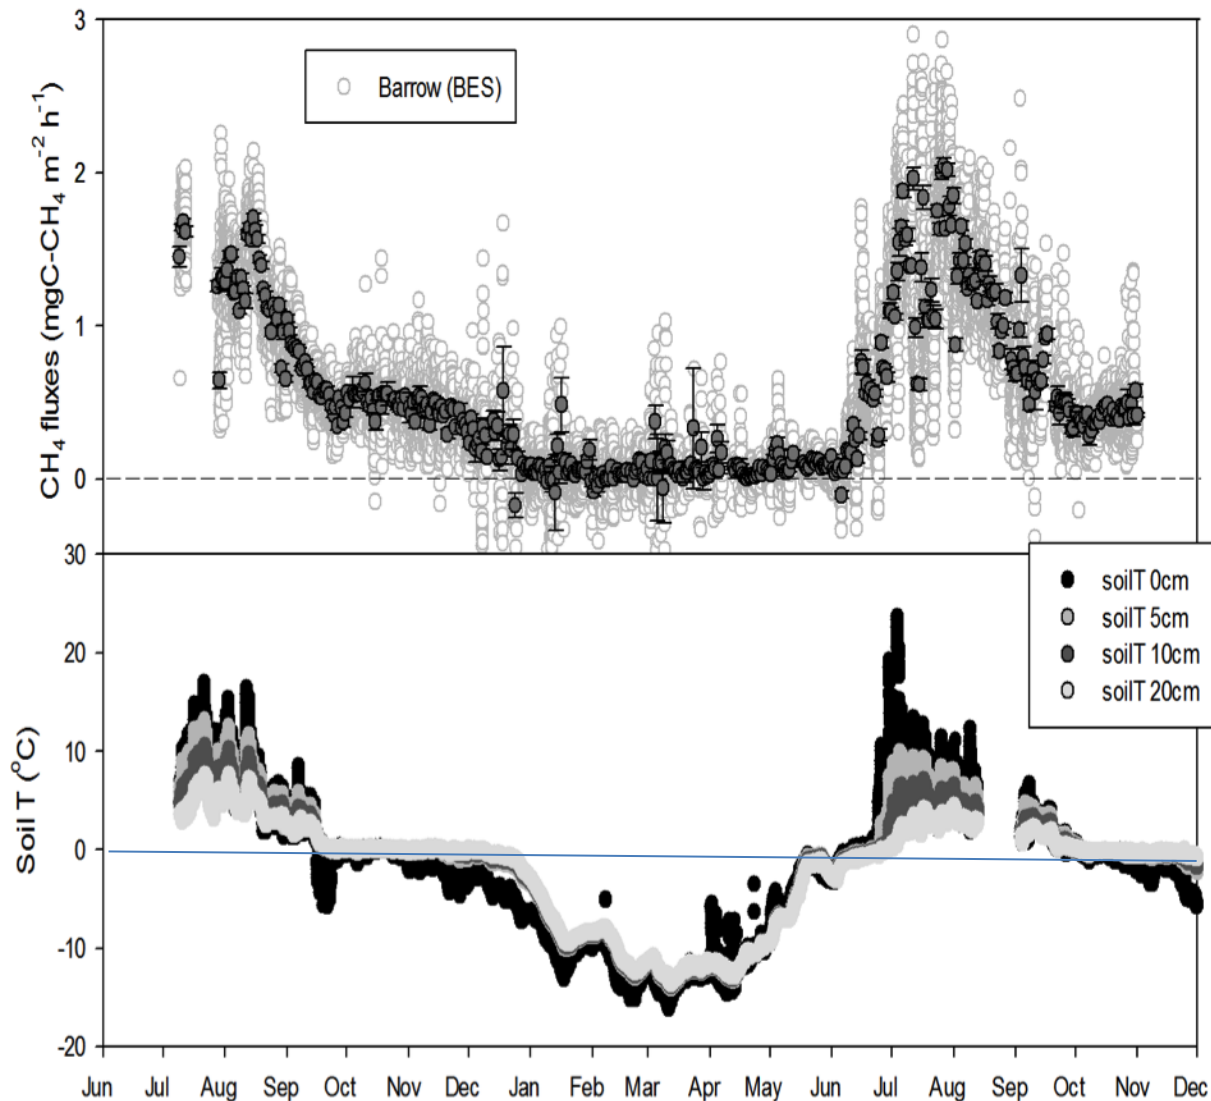 3
Barrow (BES)
2
1
0
CH₄ fluxes (mgC-CH₄ m⁻² h⁻¹)
30
20
10
0
-10
-20
Soil T (°C)
soilT 0cm
soilT 5cm
soilT 10cm
soilT 20cm
Jun Jul Aug Sep Oct Nov Dec Jan Feb Mar Apr May Jun Jul Aug Sep Oct Nov Dec